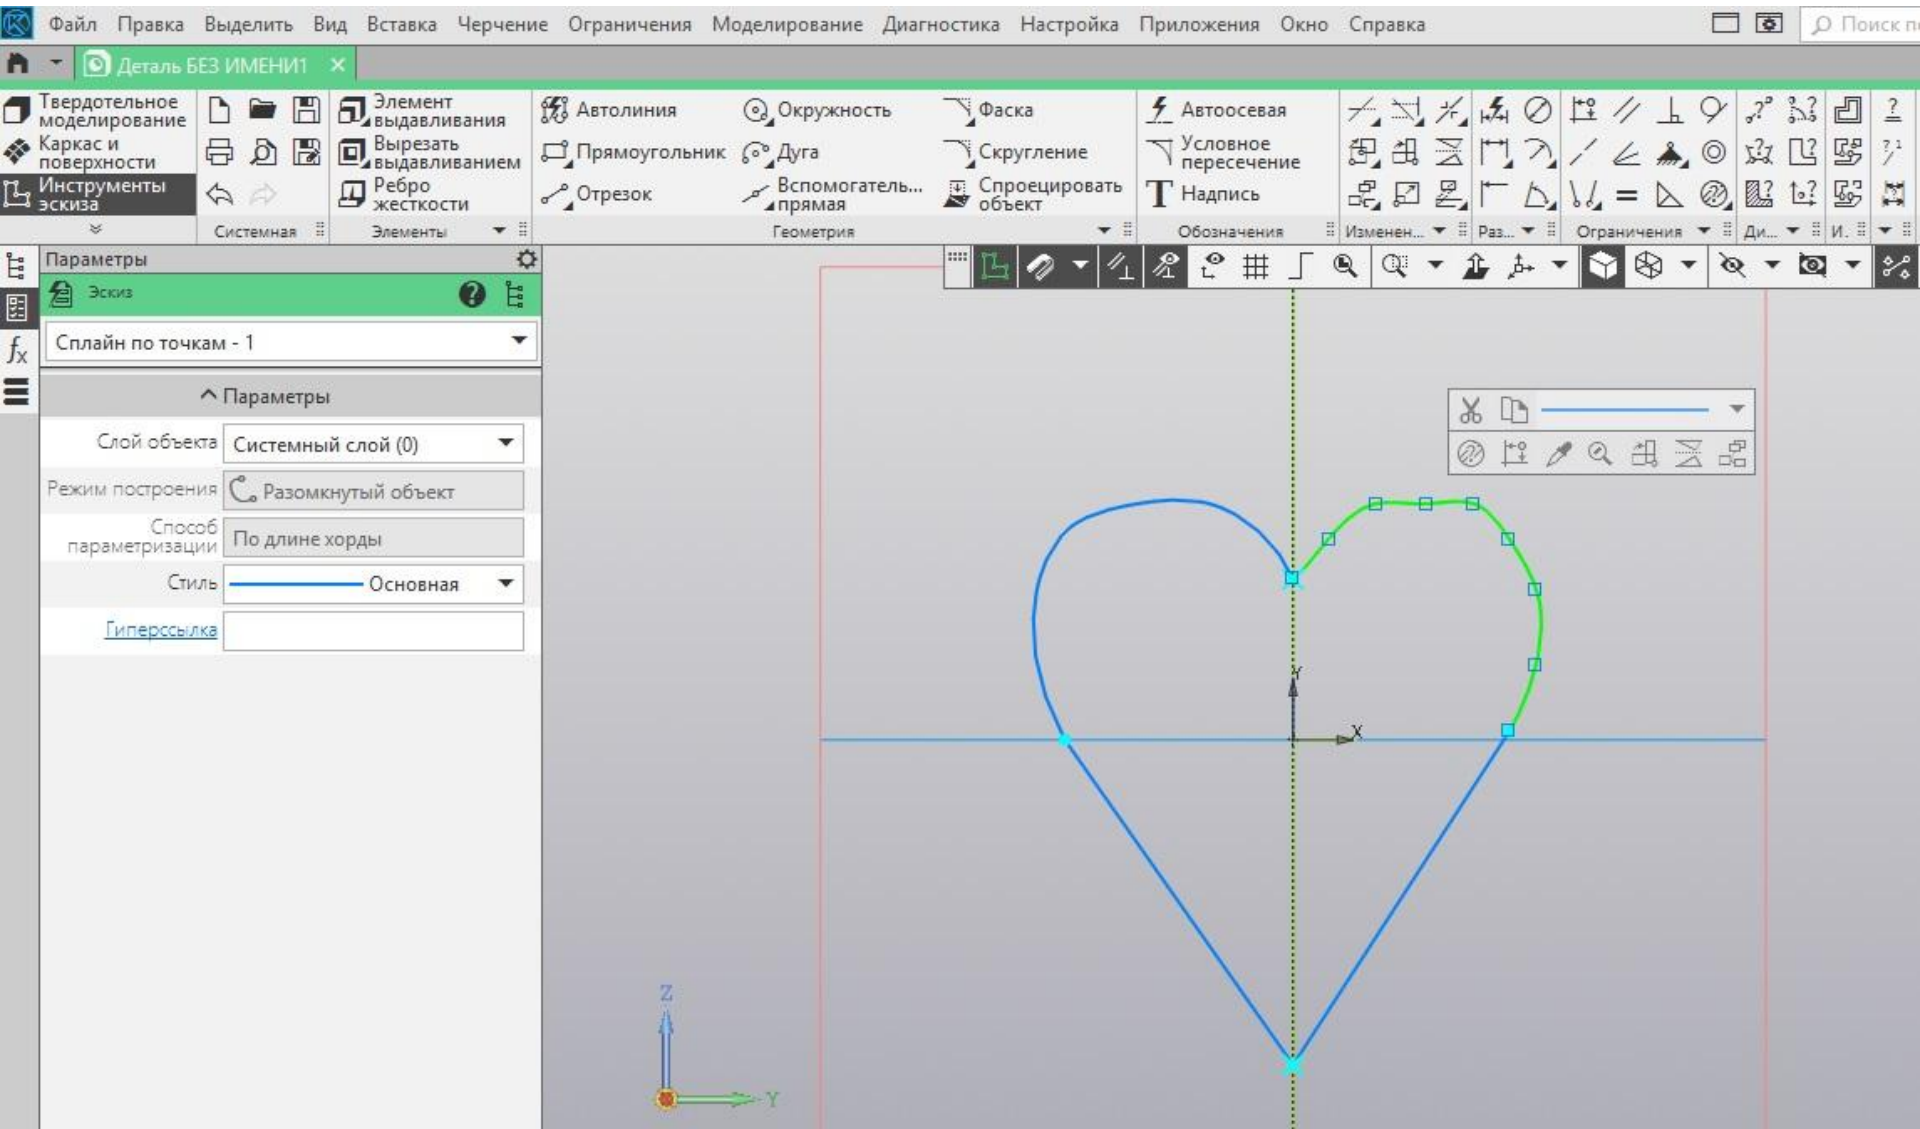 Файл Правка Выделить Вид Вставка Черчение Ограничения Моделирование Диагностика Настройка Приложения Окно Справка
Поиск
Деталь БЕЗ ИМЕНИ1
Твердотельное
моделирование
Каркас и
поверхности
Инструменты
эскиза
Системная
Элемент
выдавливания
Вырезать
выдавливанием
Ребро
жесткости
Элементы
Автолиния
Прямоугольник
Отрезок
Окружность
Дуга
Вспомогатель...
прямая
Фаска
Скругление
Спроецировать
объект
Геометрия
Автоосевая
Условное
пересечение
Надпись
Обозначения
Изменен...
Раз...
Ограничения
Ди...
И.
Параметры
Эскиз
Сплайн по точкам - 1
Параметры
Слой объекта
Системный слой (0)
Режим построения
Разомкнутый объект
Способ
параметризации
По длине хорды
Стиль
Основная
Гиперссылка
Y
X
Z
Y